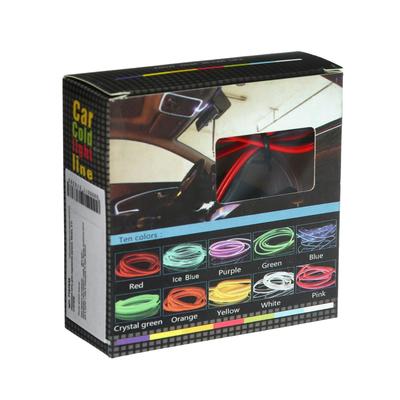 Car
Cold
light
line
Ten colors :
Red
Ice Blue
Purple
Green
Blue
Crystal green
Orange
Yellow
White
Pink